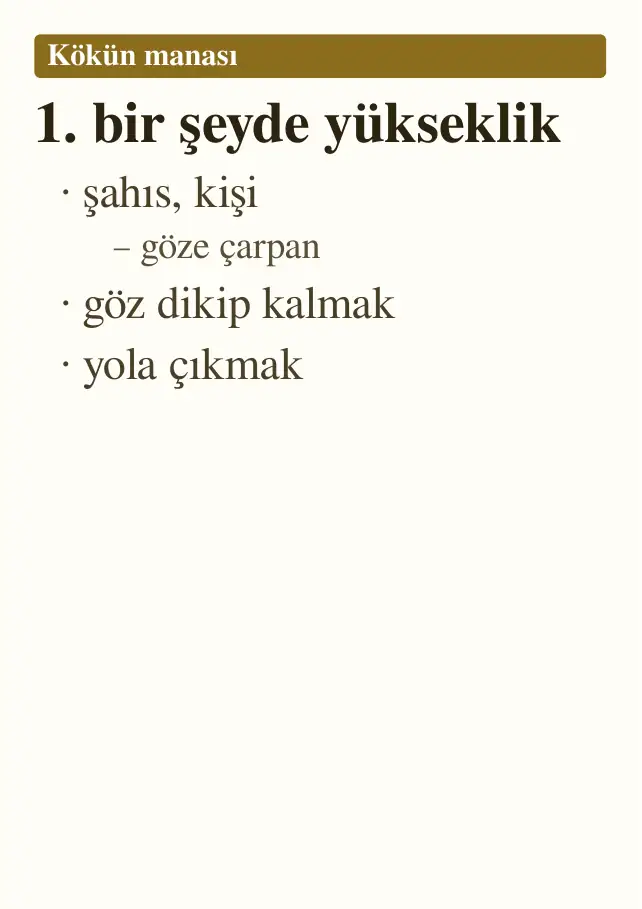 Kökün manası
1. bir şeyde yükseklik
· şahıs, kişi
– göze çarpan
· göz dikip kalmak
· yola çıkmak